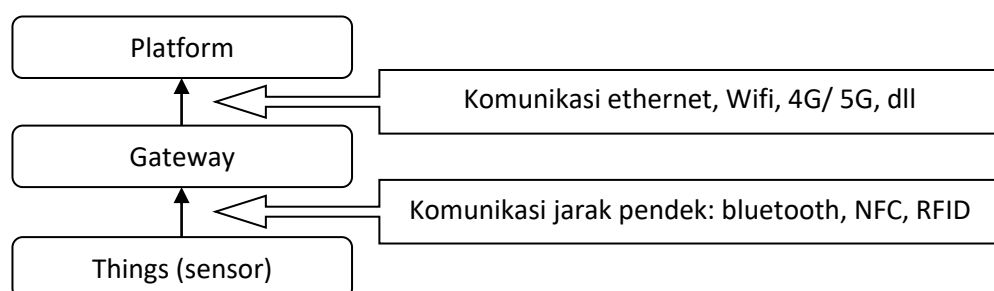 Platform
Komunikasi ethernet, Wifi, 4G/ 5G, dll
Gateway
Komunikasi jarak pendek: bluetooth, NFC, RFID
Things (sensor)